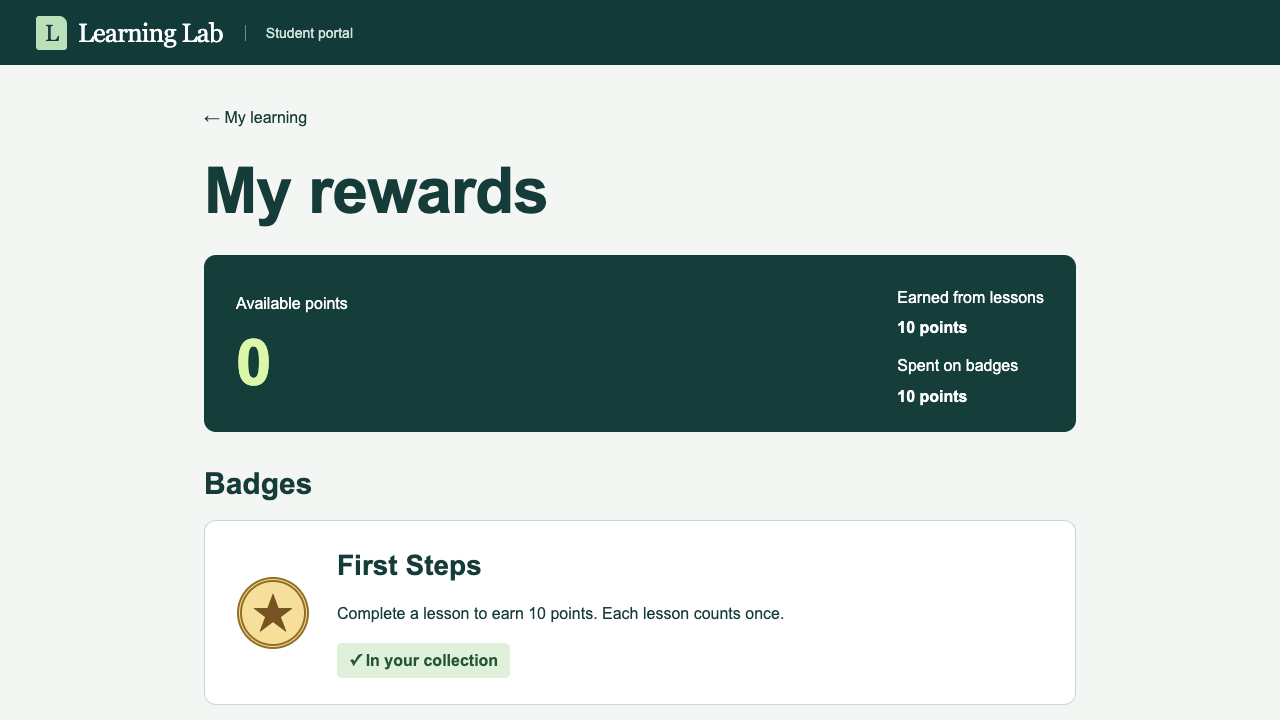 L Learning Lab Student portal
← My learning
My rewards
Available points
0
Earned from lessons
10 points
Spent on badges
10 points
Badges
First Steps
Complete a lesson to earn 10 points. Each lesson counts once.
✓ In your collection